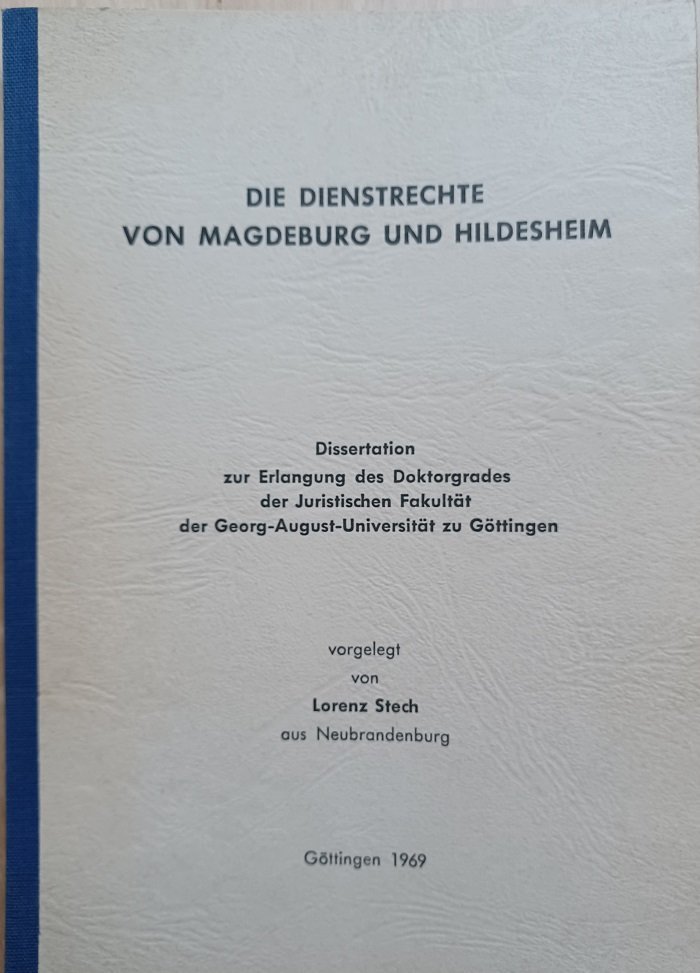 DIE DIENSTRECHTE
VON MAGDEBURG UND HILDESHEIM
Dissertation
zur Erlangung des Doktorgrades
der Juristischen Fakultät
der Georg-August-Universität zu Göttingen
vorgelegt
von
Lorenz Stech
aus Neubrandenburg
Göttingen 1969